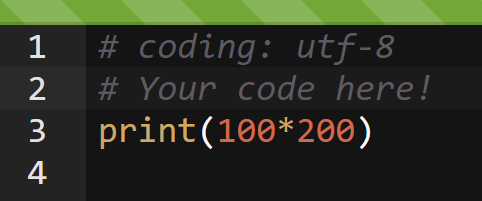 1 # coding: utf-8
2 # Your code here!
3 print(100*200)
4